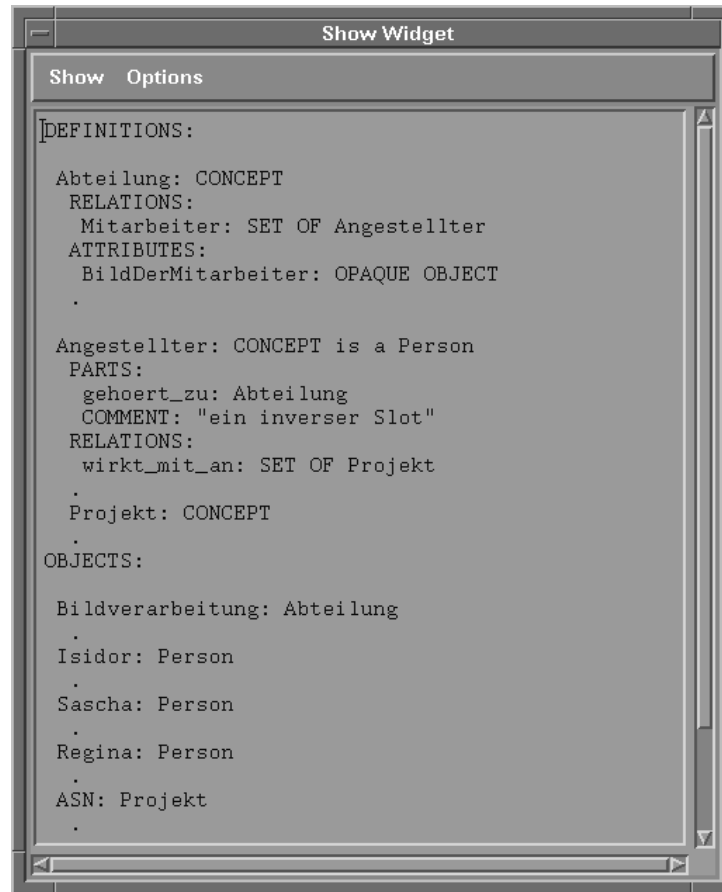 Show Widget
Show Options
DEFINITIONS:
Abteilung: CONCEPT
RELATIONS:
Mitarbeiter: SET OF Angestellter
ATTRIBUTES:
BildDerMitarbeiter: OPAQUE OBJECT
.
Angestellter: CONCEPT is a Person
PARTS:
gehoert_zu: Abteilung
COMMENT: "ein inverser Slot"
RELATIONS:
wirkt_mit_an: SET OF Projekt
.
Projekt: CONCEPT
.
OBJECTS:
Bildverarbeitung: Abteilung
.
Isidor: Person
.
Sascha: Person
.
Regina: Person
.
ASN: Projekt
.